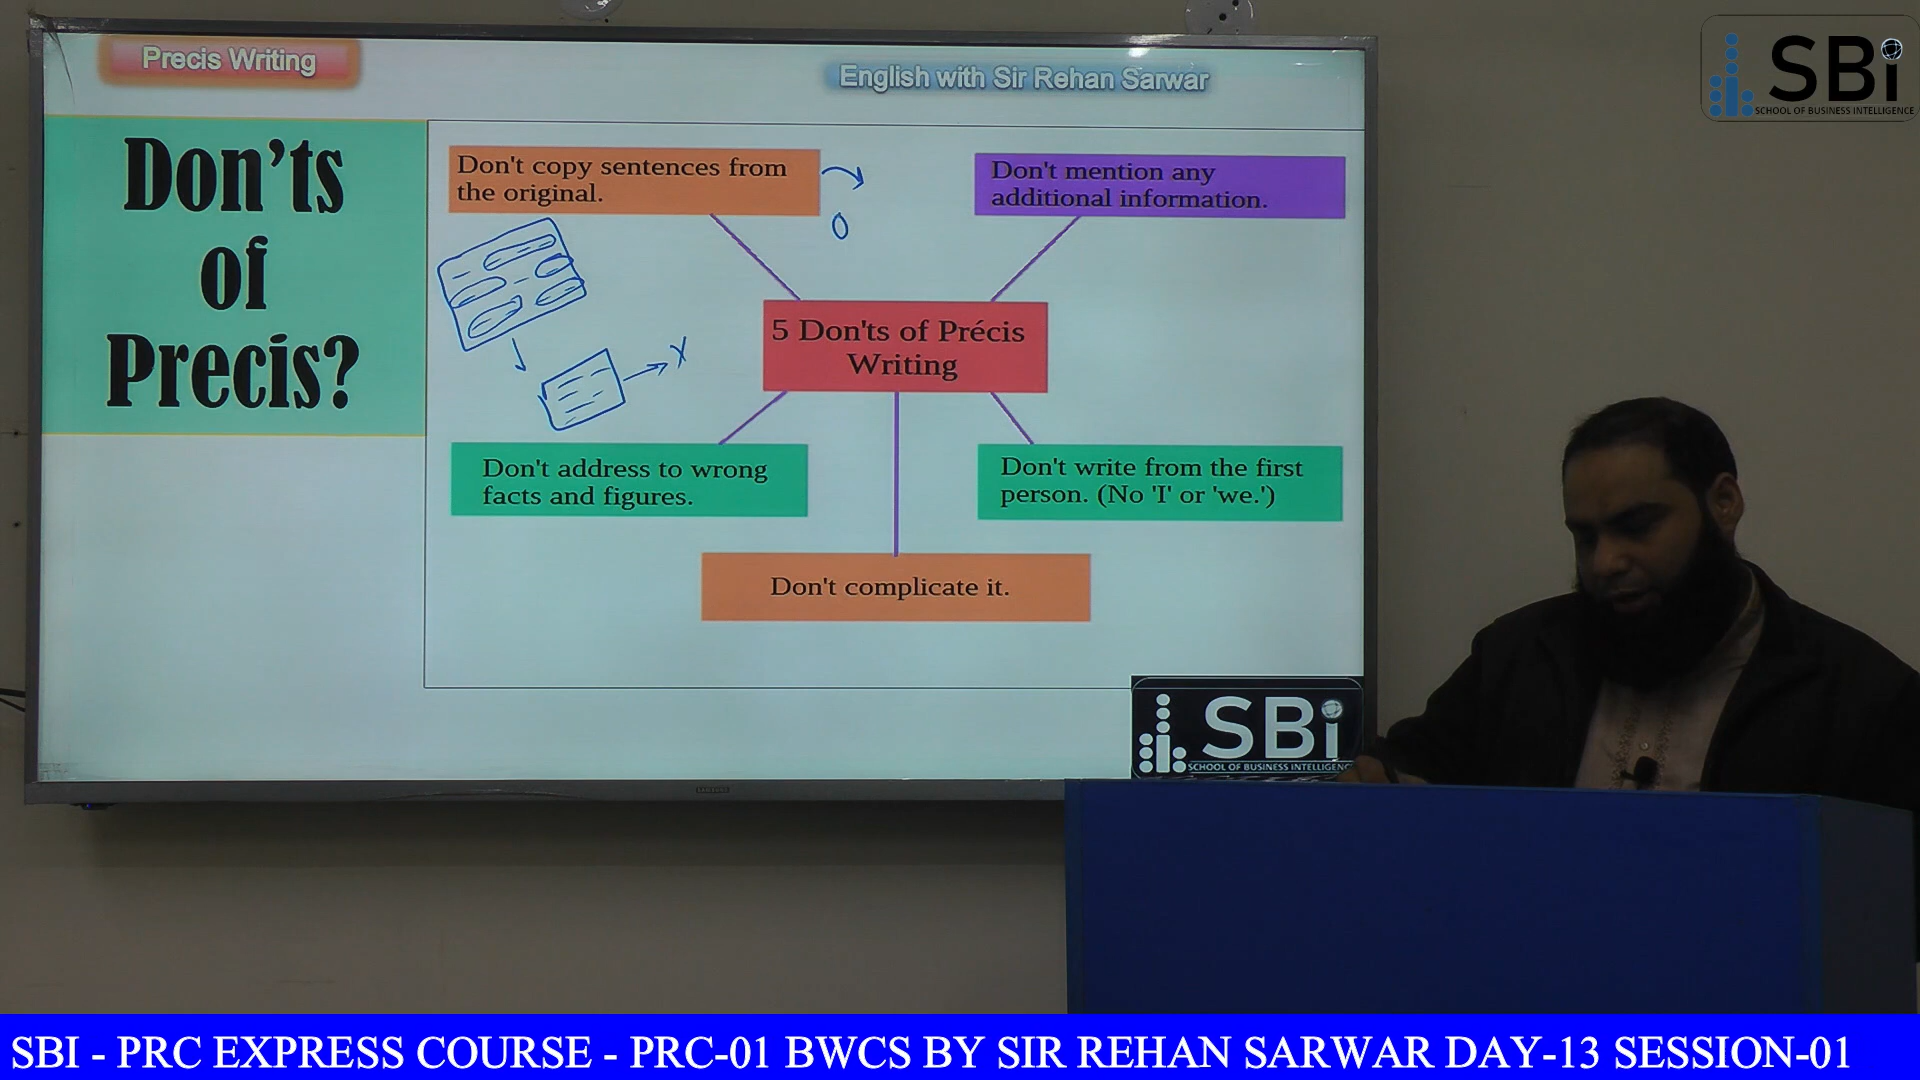 Precis Writing
English with Sir Rehan Sarwar
SBi
SCHOOL OF BUSINESS INTELLIGENCE
Don'ts
of
Precis?
Don't copy sentences from
the original.
O
Don't mention any
additional information.
X
5 Don'ts of Précis
Writing
Don't address to wrong
facts and figures.
Don't write from the first
person. (No 'I' or 'we.')
Don't complicate it.
SBi
SCHOOL OF BUSINESS INTELLIGENC
SAMSUNG
SBI - PRC EXPRESS COURSE - PRC-01 BWCS BY SIR REHAN SARWAR DAY-13 SESSION-01